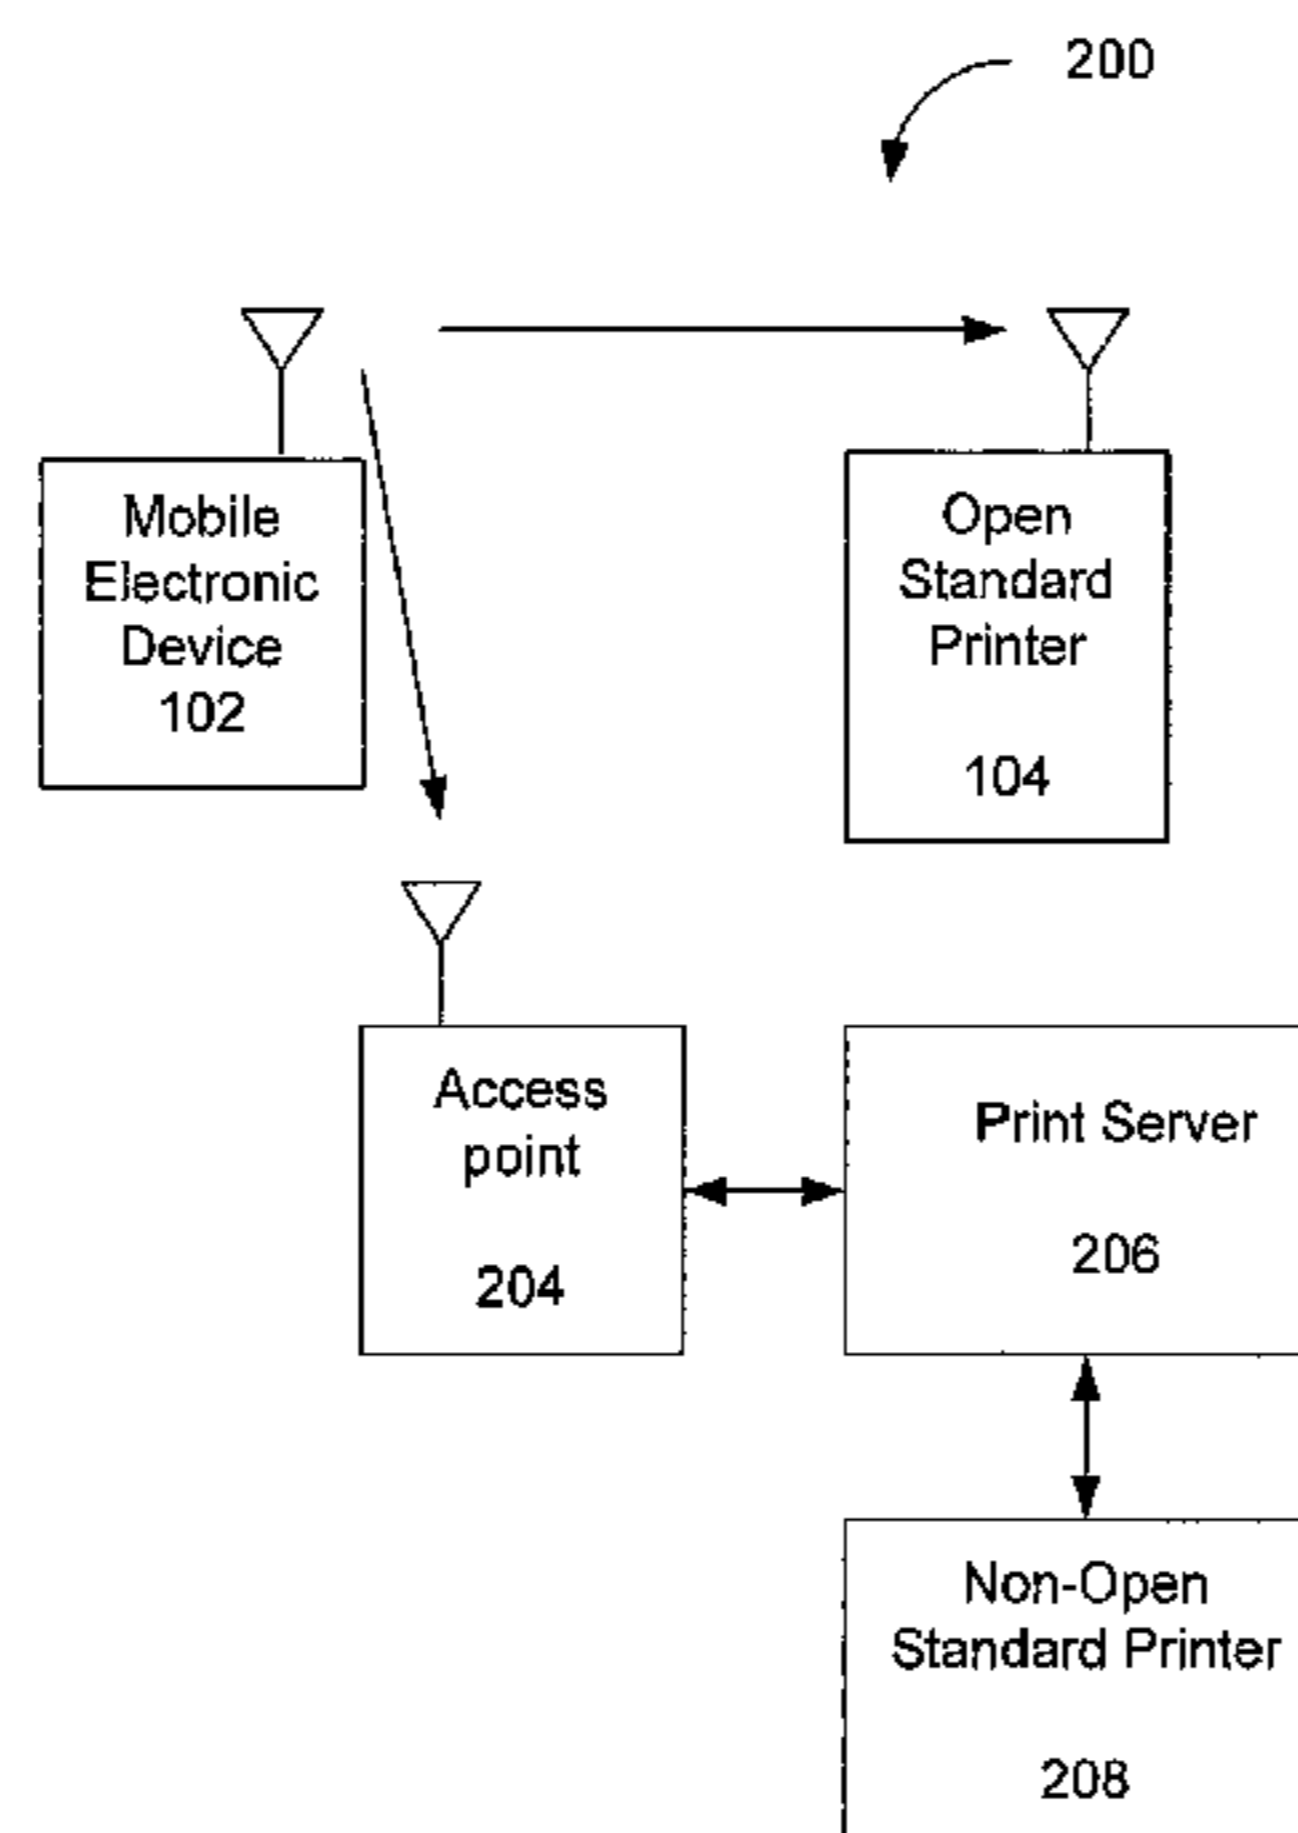 200
Mobile
Electronic
Device
102
Open
Standard
Printer
104
Access
point
204
Print Server
206
Non-Open
Standard Printer
208